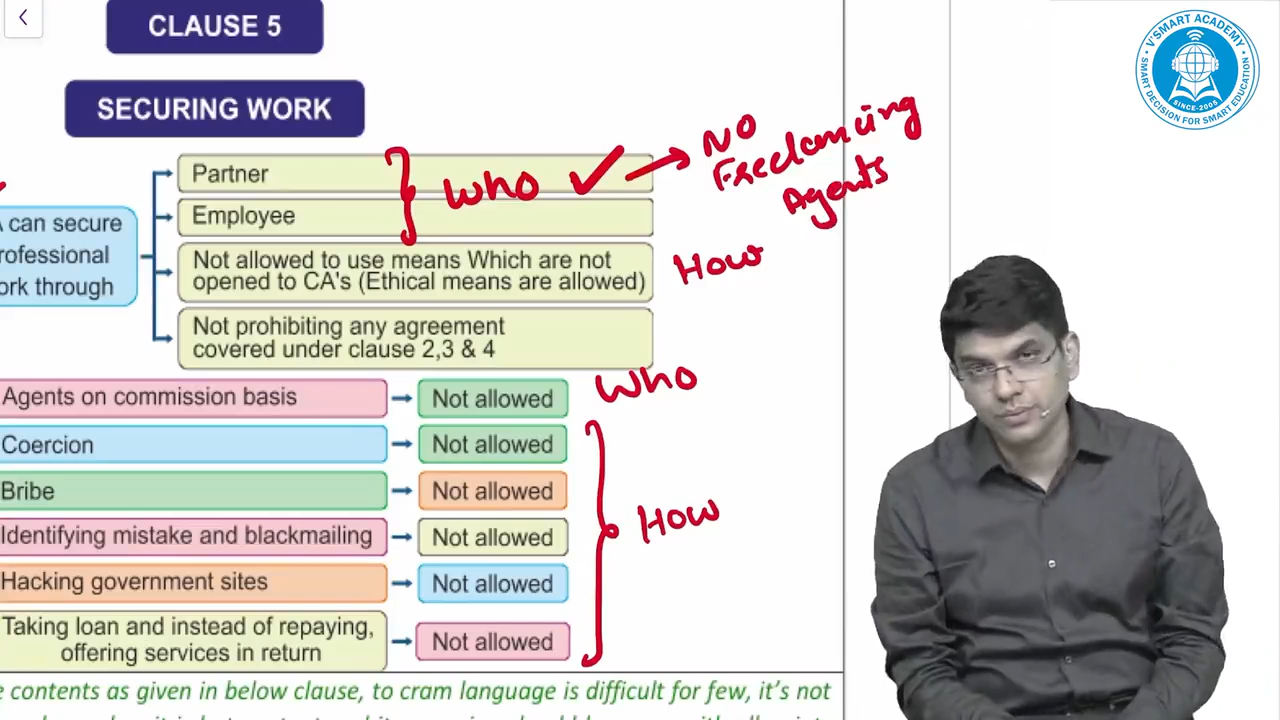 CLAUSE 5
V'SMART ACADEMY
SMART DECISION FOR SMART EDUCATION
SINCE-2005
SECURING WORK
Partner
Employee
WHO
NO
Freelancing
Agents
A can secure
rofessional
ork through
Not allowed to use means Which are not
opened to CA's (Ethical means are allowed)
HOW
Not prohibiting any agreement
covered under clause 2,3 & 4
Agents on commission basis Not allowed
WHO
Coercion Not allowed
Bribe Not allowed
HOW
Identifying mistake and blackmailing Not allowed
Hacking government sites Not allowed
Taking loan and instead of repaying,
offering services in return
Not allowed
e contents as given in below clause, to cram language is difficult for few, it's not